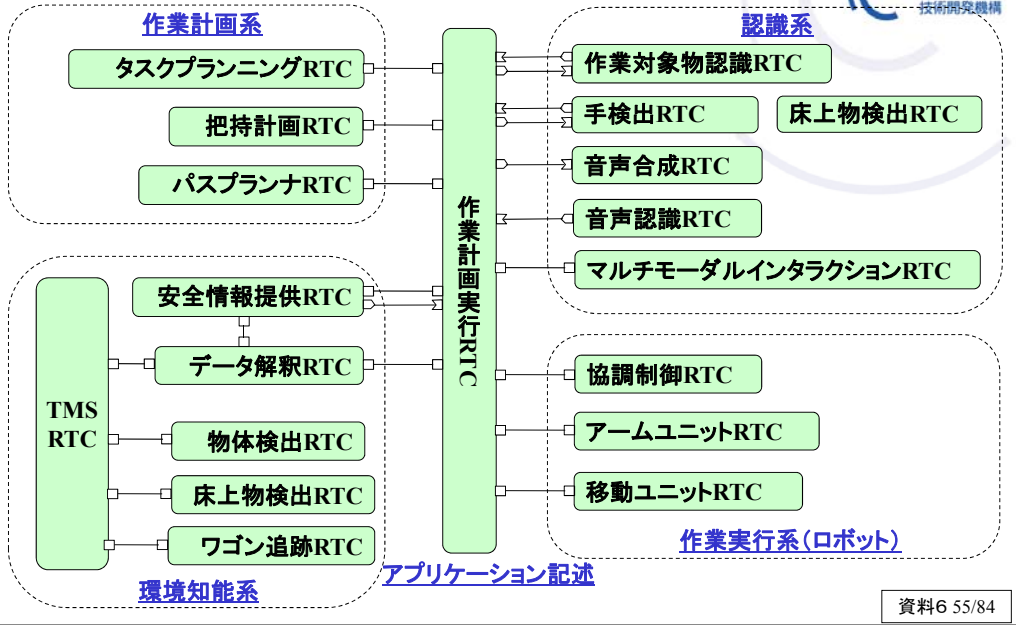 技術開発機構
作業計画系
タスクプランニングRTC
把持計画RTC
パスプランナRTC
作業計画実行RTC
認識系
作業対象物認識RTC
手検出RTC
床上物検出RTC
音声合成RTC
音声認識RTC
マルチモーダルインタラクションRTC
安全情報提供RTC
データ解釈RTC
TMS
RTC
物体検出RTC
床上物検出RTC
ワゴン追跡RTC
環境知能系
協調制御RTC
アームユニットRTC
移動ユニットRTC
作業実行系(ロボット)
アプリケーション記述
資料6 55/84